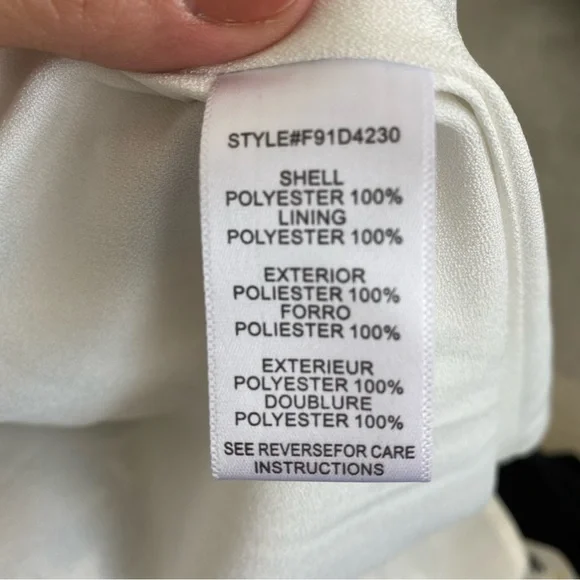 STYLE#F91D4230
SHELL
POLYESTER 100%
LINING
POLYESTER 100%
EXTERIOR
POLIESTER 100%
FORRO
POLIESTER 100%
EXTERIEUR
POLYESTER 100%
DOUBLURE
POLYESTER 100%
SEE REVERSEFOR CARE
INSTRUCTIONS